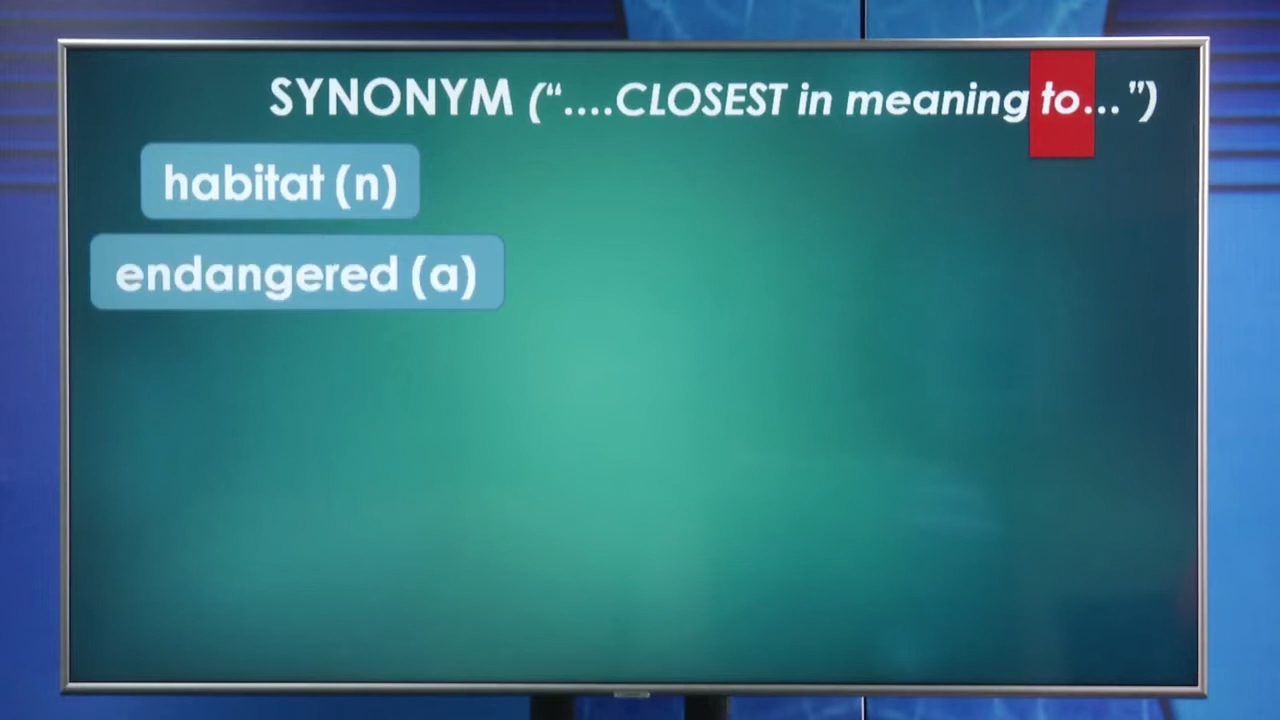 SYNONYM (“....CLOSEST in meaning to...”)
habitat (n)
endangered (a)